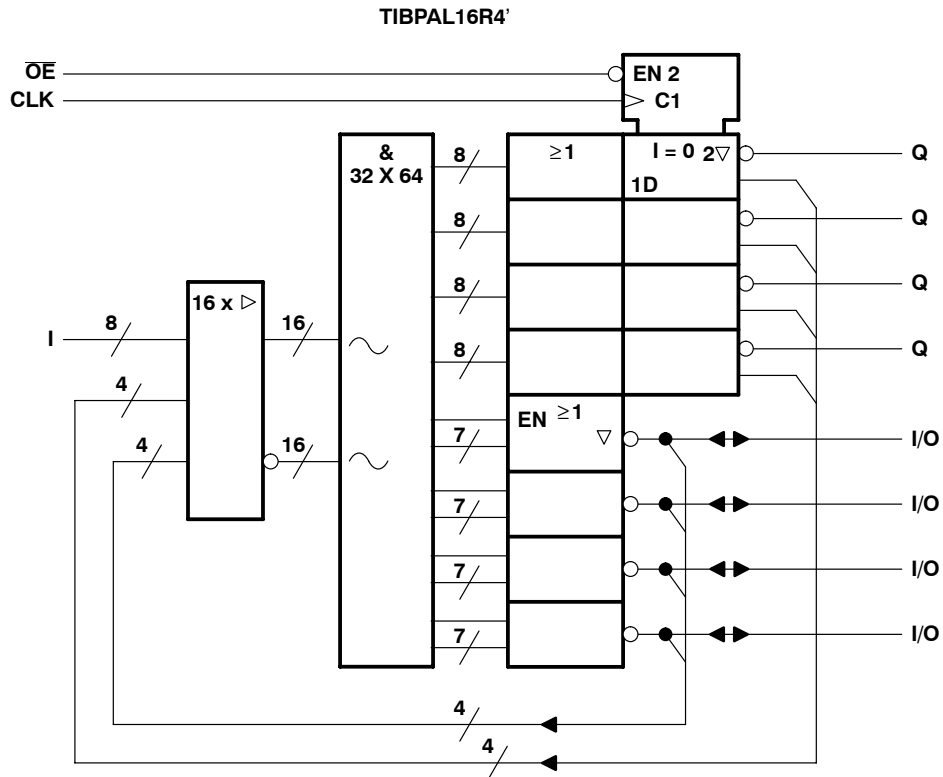 TIBPAL16R4'
OE
EN 2
CLK
C1
&
32 X 64
8
≥1
I = 0 2▽
1D
Q
8
Q
8
Q
16 x ▷
I
8
16
8
Q
4
EN ≥1
▽
7
I/O
4
16
7
I/O
7
I/O
7
I/O
4
4